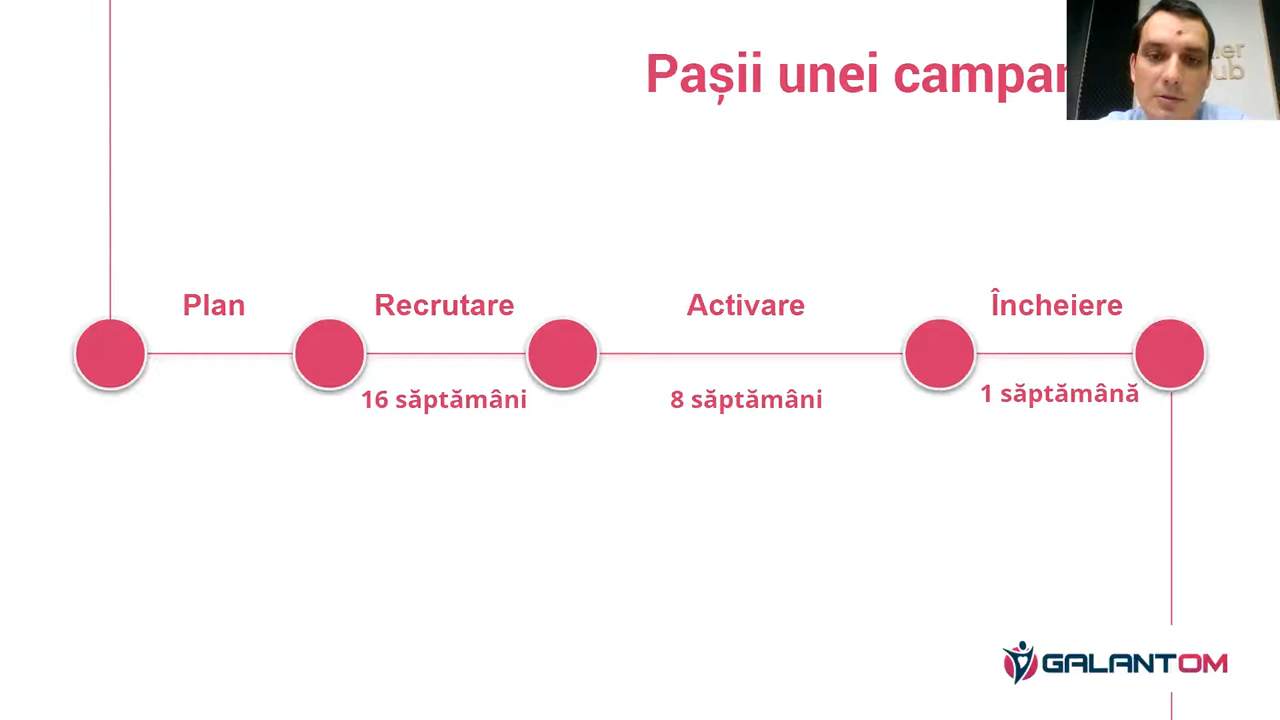 Pașii unei campan
Plan
Recrutare
Activare
Încheiere
16 săptămâni
8 săptămâni
1 săptămână
GALANTOM